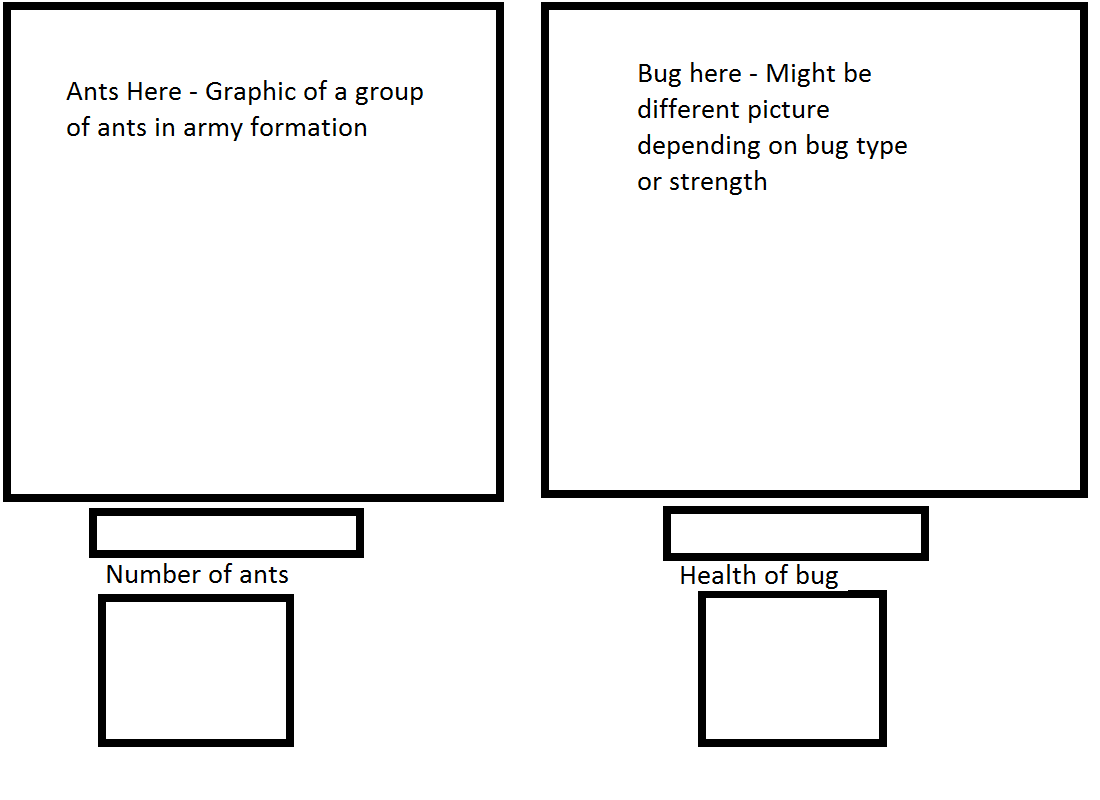 Ants Here - Graphic of a group
of ants in army formation
Bug here - Might be
different picture
depending on bug type
or strength
Number of ants
Health of bug